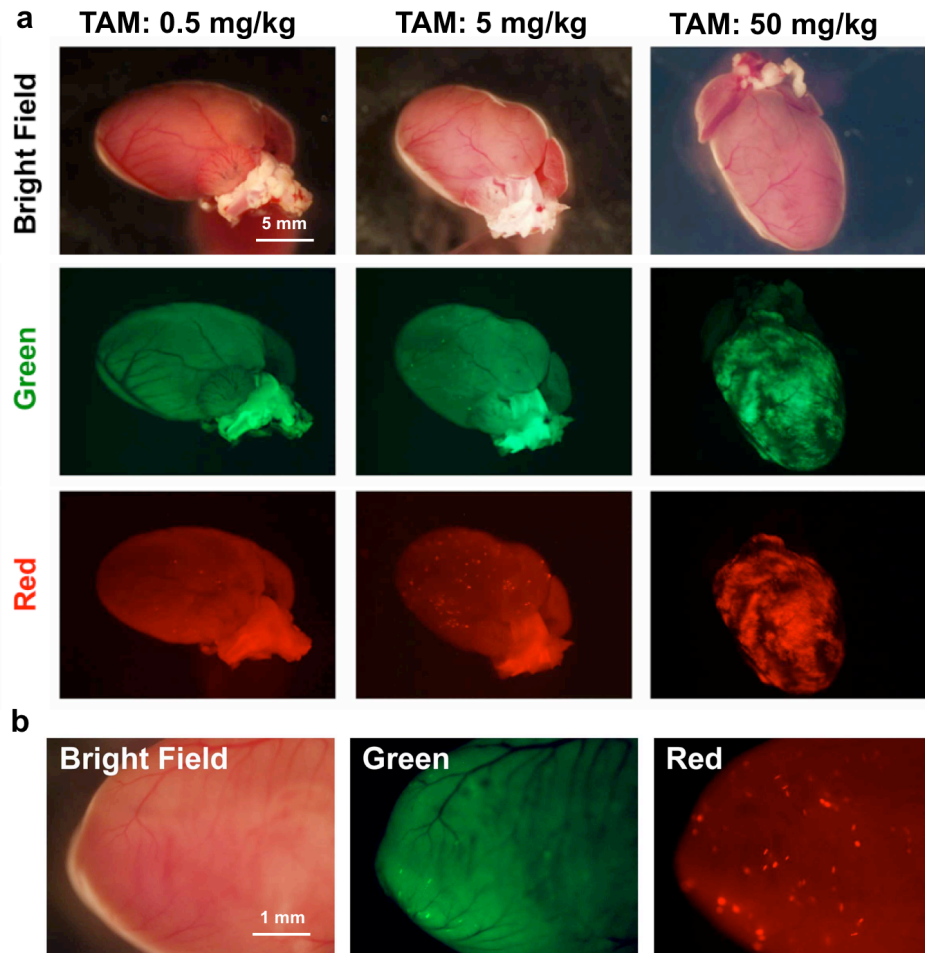 a
TAM: 0.5 mg/kg
TAM: 5 mg/kg
TAM: 50 mg/kg
Bright Field
5 mm
Green
Red
b
Bright Field
Green
Red
1 mm